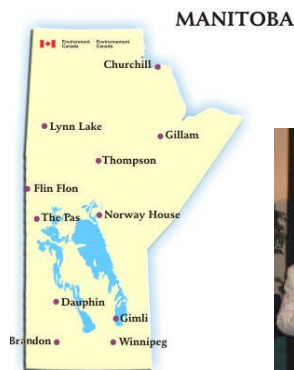 MANITOBA
Environment Environnement
Canada Canada
Churchill
Lynn Lake
Gillam
Thompson
Flin Flon
The Pas
Norway House
Dauphin
Gimli
Brandon
Winnipeg